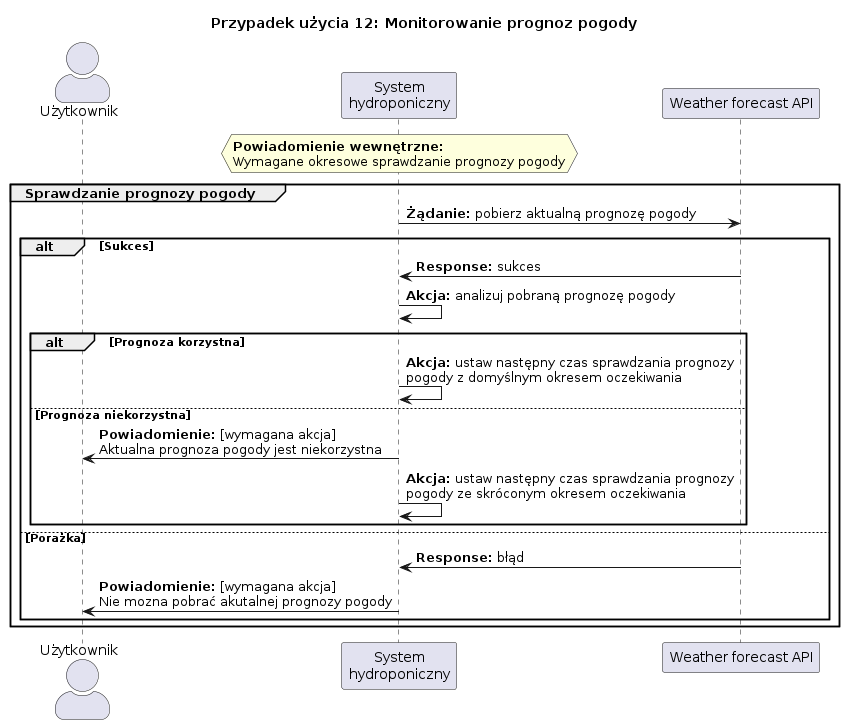 Przypadek użycia 12: Monitorowanie prognoz pogody
Użytkownik
System
hydroponiczny
Weather forecast API
Powiadomienie wewnętrzne:
Wymagane okresowe sprawdzanie prognozy pogody
Sprawdzanie prognozy pogody
Żądanie: pobierz aktualną prognozę pogody
alt [Sukces]
Response: sukces
Akcja: analizuj pobraną prognozę pogody
alt [Prognoza korzystna]
Akcja: ustaw następny czas sprawdzania prognozy
pogody z domyślnym okresem oczekiwania
[Prognoza niekorzystna]
Powiadomienie: [wymagana akcja]
Aktualna prognoza pogody jest niekorzystna
Akcja: ustaw następny czas sprawdzania prognozy
pogody ze skróconym okresem oczekiwania
[Porażka]
Response: błąd
Powiadomienie: [wymagana akcja]
Nie mozna pobrać akutalnej prognozy pogody
Użytkownik
System
hydroponiczny
Weather forecast API